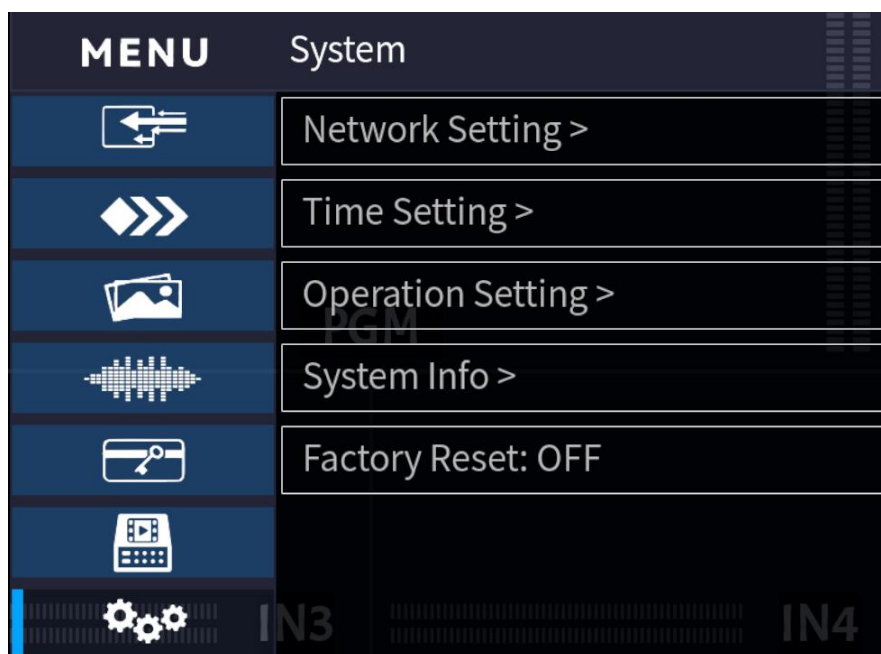 MENU System
Network Setting >
Time Setting >
Operation Setting >
PGM
System Info >
Factory Reset: OFF
IN3 IN4